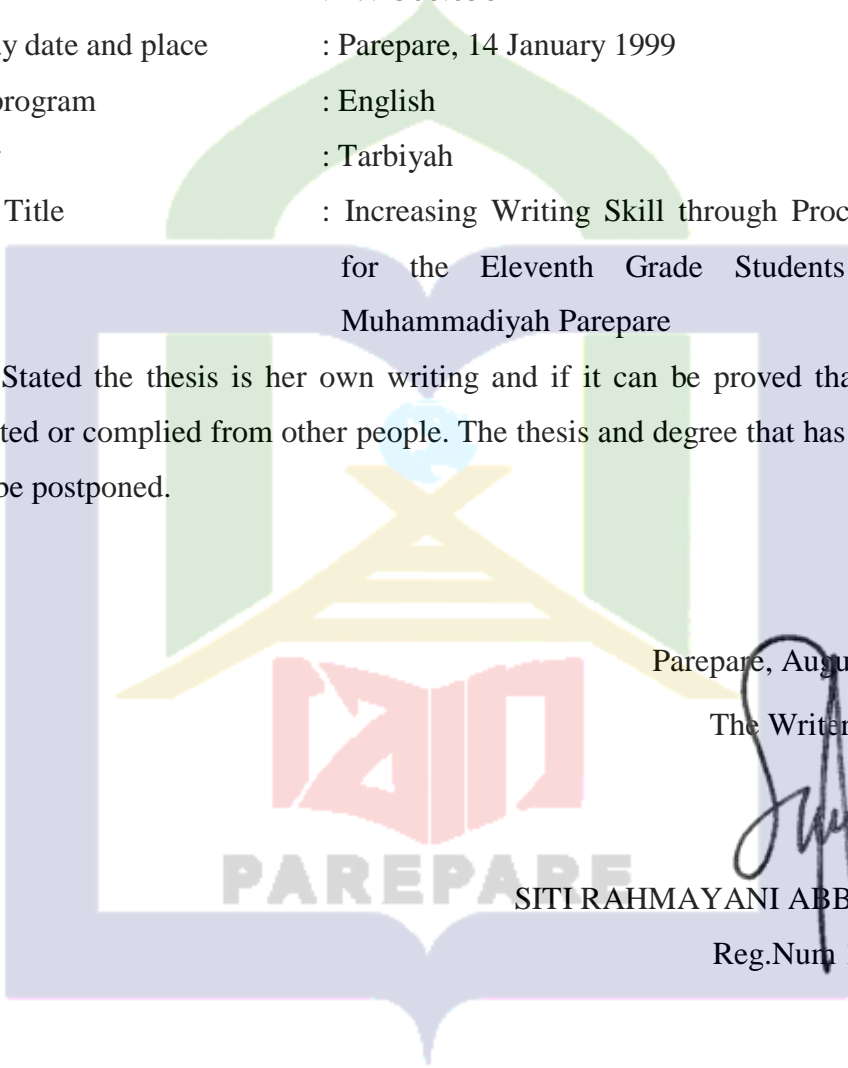 y date and place : Parepare, 14 January 1999
program : English
: Tarbiyah
Title : Increasing Writing Skill through Proc
for the Eleventh Grade Students
Muhammadiyah Parepare
Stated the thesis is her own writing and if it can be proved tha
ted or complied from other people. The thesis and degree that has
be postponed.
Parepare, Augu
The Writer
PAREPARE
SITI RAHMAYANI ABB
Reg.Num 1